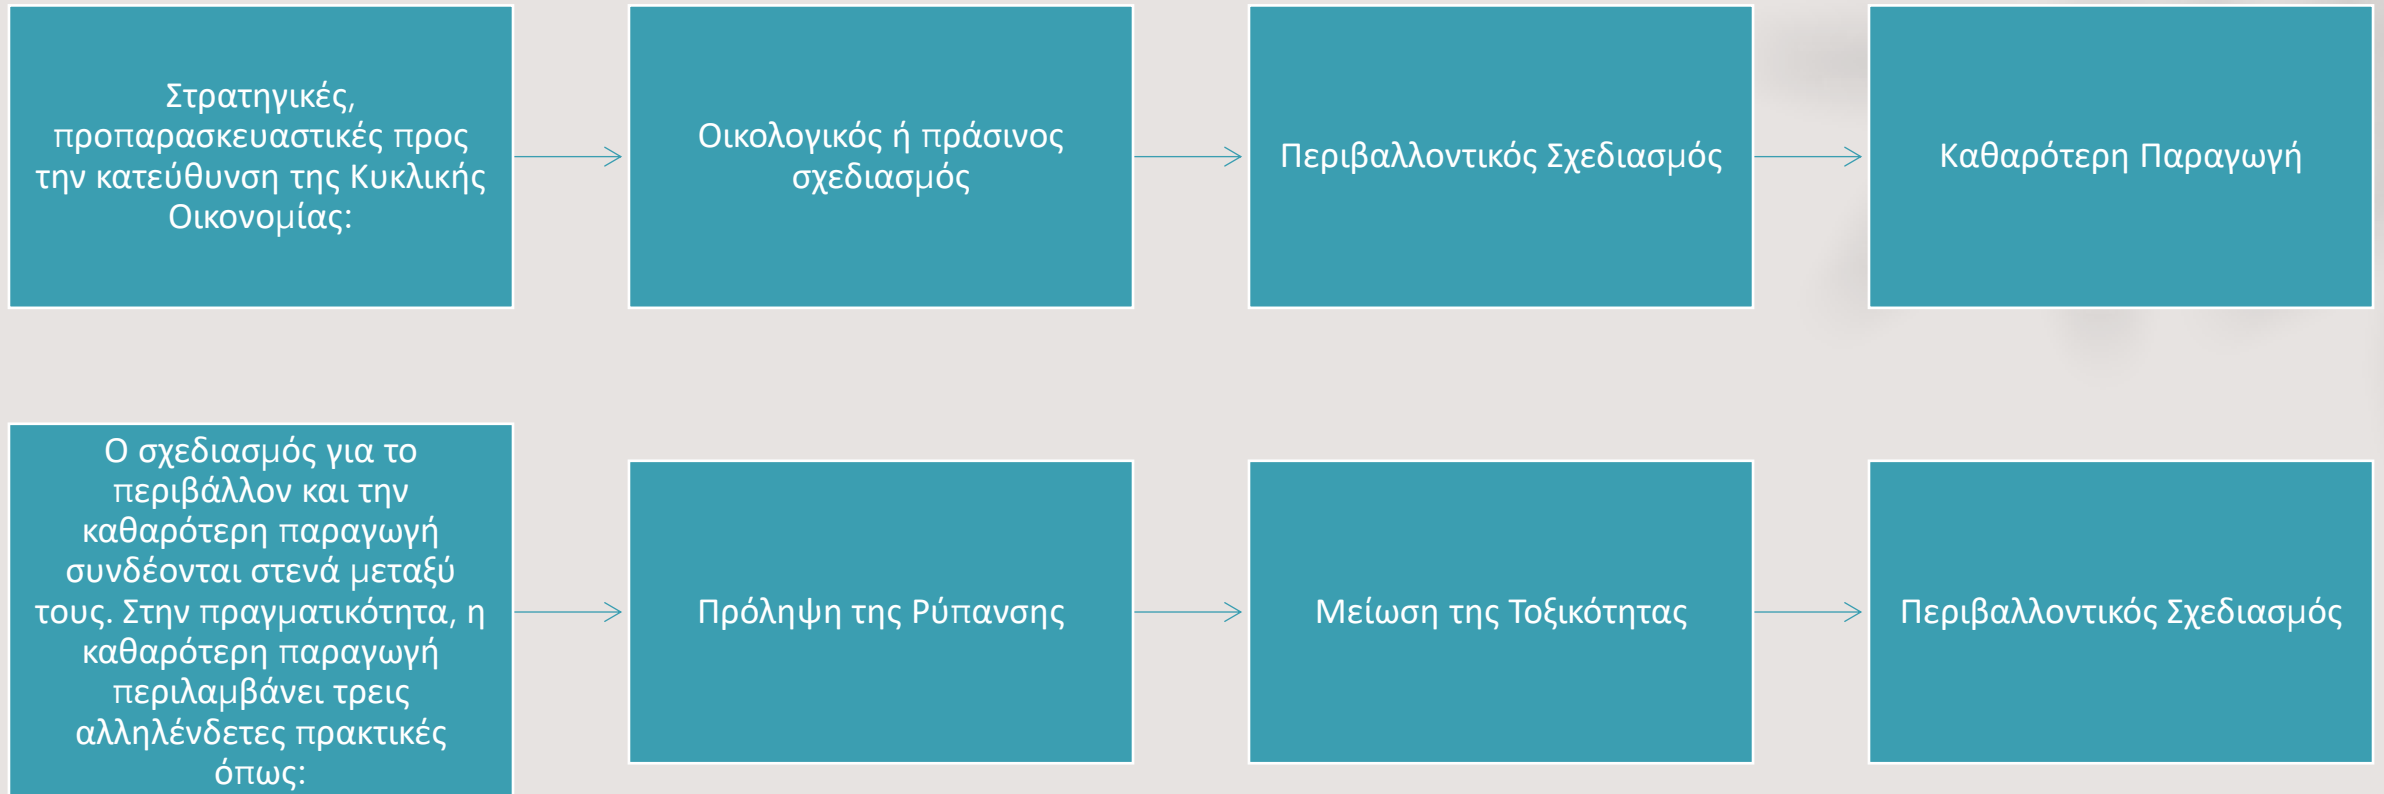 Στρατηγικές,
προπαρασκευαστικές προς
την κατεύθυνση της Κυκλικής
Οικονομίας:
Οικολογικός ή πράσινος
σχεδιασμός
Περιβαλλοντικός Σχεδιασμός
Καθαρότερη Παραγωγή
Ο σχεδιασμός για το
περιβάλλον και την
καθαρότερη παραγωγή
συνδέονται στενά μεταξύ
τους. Στην πραγματικότητα, η
καθαρότερη παραγωγή
περιλαμβάνει τρεις
αλληλένδετες πρακτικές
όπως:
Πρόληψη της Ρύπανσης
Μείωση της Τοξικότητας
Περιβαλλοντικός Σχεδιασμός